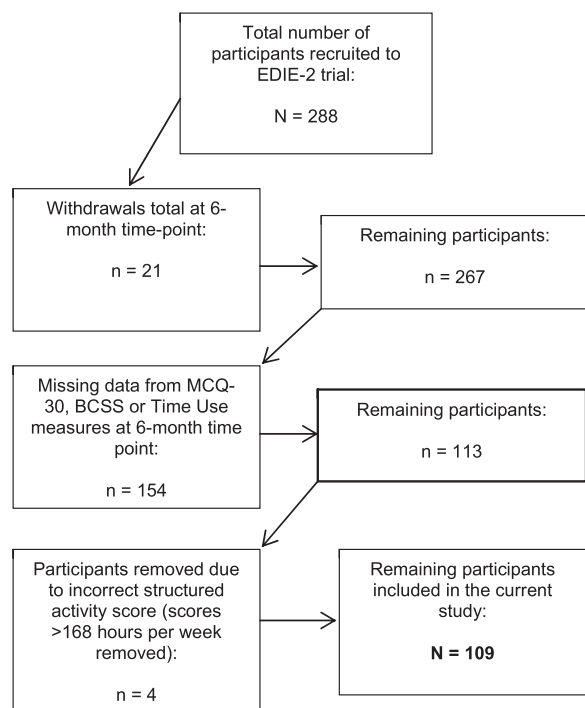 Total number of
participants recruited to
EDIE-2 trial:
N = 288
Withdrawals total at 6-
month time-point:
n = 21
Remaining participants:
n = 267
Missing data from MCQ-
30, BCSS or Time Use
measures at 6-month time
point:
n = 154
Remaining participants:
n = 113
Participants removed due
to incorrect structured
activity score (scores
>168 hours per week
removed):
n = 4
Remaining participants
included in the current
study:
N = 109